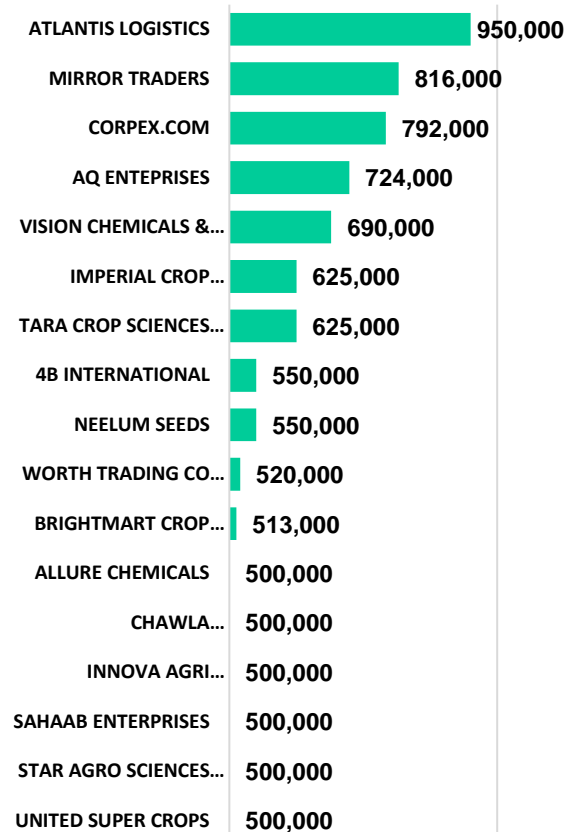 ATLANTIS LOGISTICS 950,000
MIRROR TRADERS 816,000
CORPEX.COM 792,000
AQ ENTEPRISES 724,000
VISION CHEMICALS &... 690,000
IMPERIAL CROP... 625,000
TARA CROP SCIENCES... 625,000
4B INTERNATIONAL 550,000
NEELUM SEEDS 550,000
WORTH TRADING CO... 520,000
BRIGHTMART CROP... 513,000
ALLURE CHEMICALS 500,000
CHAWLA... 500,000
INNOVA AGRI... 500,000
SAHAAB ENTERPRISES 500,000
STAR AGRO SCIENCES... 500,000
UNITED SUPER CROPS 500,000